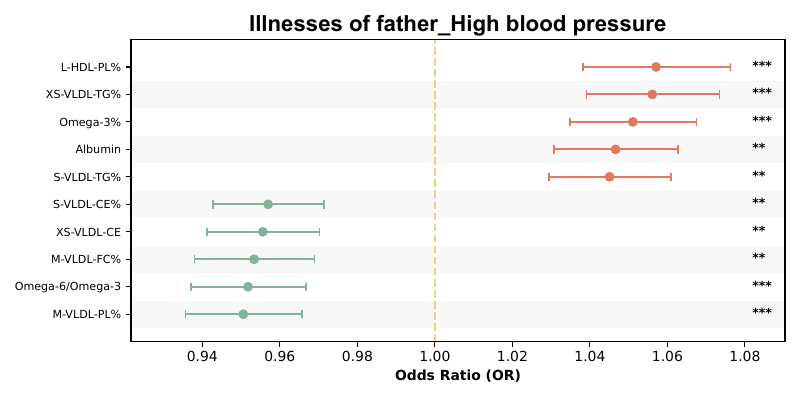 Illnesses of father_High blood pressure
L-HDL-PL% ***
XS-VLDL-TG% ***
Omega-3% ***
Albumin **
S-VLDL-TG% **
S-VLDL-CE% **
XS-VLDL-CE **
M-VLDL-FC% **
Omega-6/Omega-3 ***
M-VLDL-PL% ***
0.94 0.96 0.98 1.00 1.02 1.04 1.06 1.08
Odds Ratio (OR)